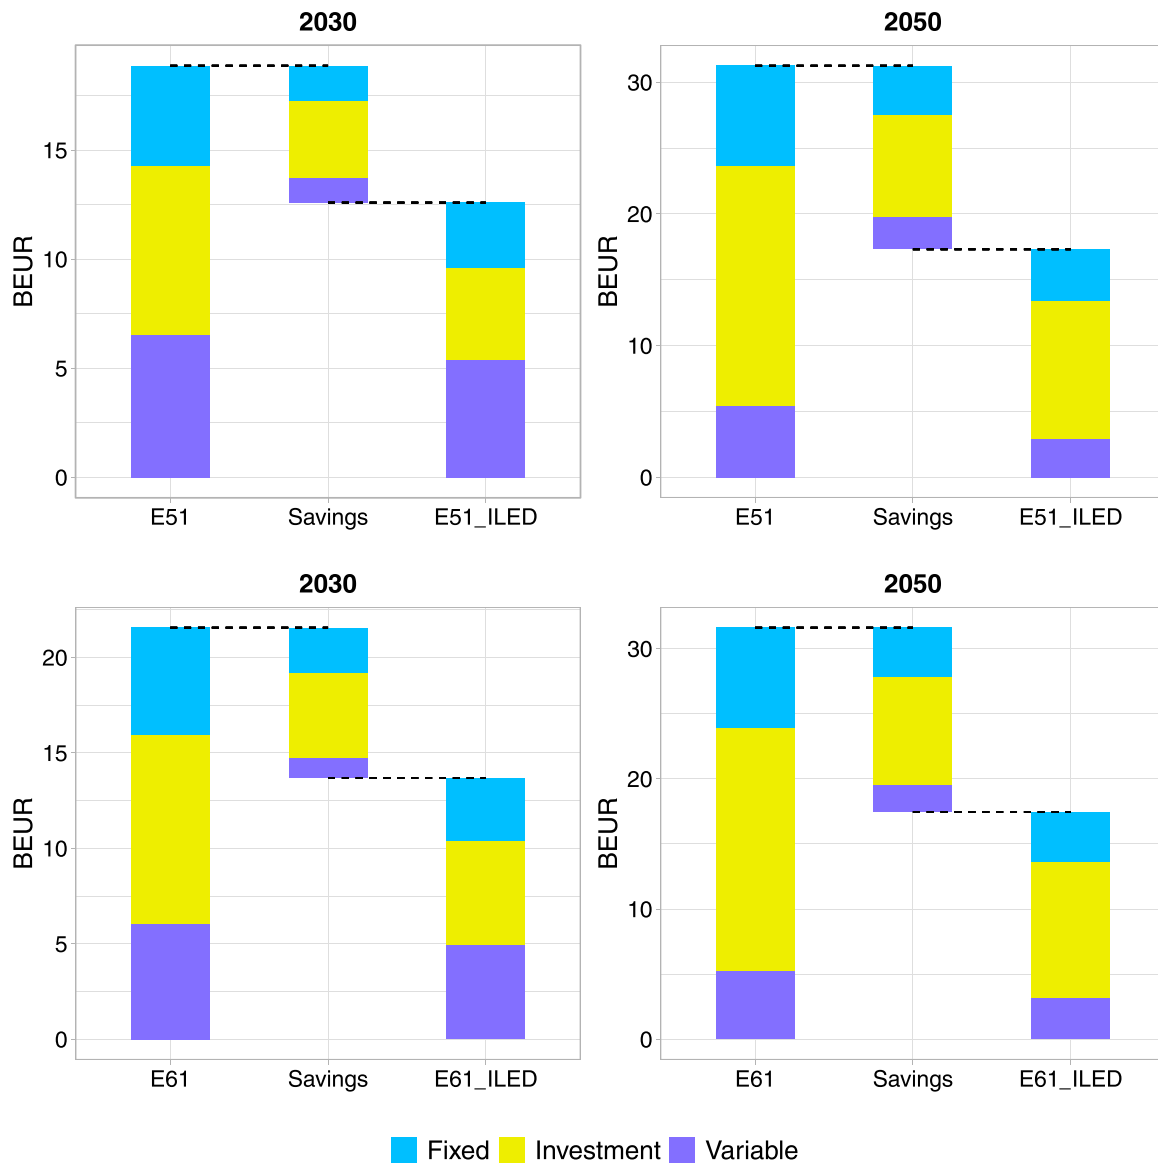 2030
BEUR
15
10
5
0
E51 Savings E51_ILED
2050
BEUR
30
20
10
0
E51 Savings E51_ILED
2030
BEUR
20
15
10
5
0
E61 Savings E61_ILED
2050
BEUR
30
20
10
0
E61 Savings E61_ILED
Fixed Investment Variable